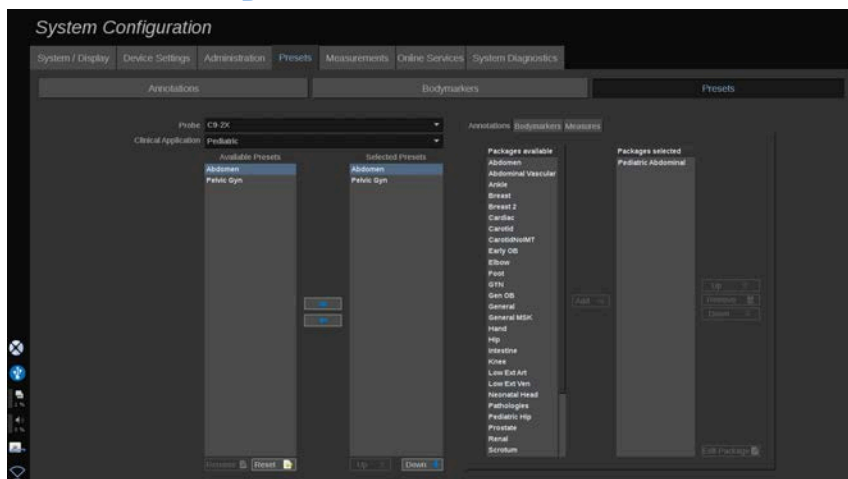 System Configuration
System / Display Device Settings Administration Presets Measurements Online Services System Diagnostics
Annotations Bodymarkers Presets
Probe C9-2X
Clinical Application Pediatric
Available Presets
Abdomen
Pelvic Gyn
Selected Presets
Abdomen
Pelvic Gyn
Reset
Up
Down
Annotations Bodymarkers Measures
Packages available
Abdomen
Abdominal Vascular
Ankle
Breast
Breast 2
Cardiac
Carotid
CarotidNoIMT
Early OB
Elbow
Foot
GYN
Gen OB
General
General MSK
Hand
Hip
Intestine
Knee
Low Ext Art
Low Ext Ven
Neonatal Head
Pathologies
Pediatric Hip
Prostate
Renal
Scrotum
Add
Packages selected
Pediatric Abdominal
Up
Remove
Down
Edit Package